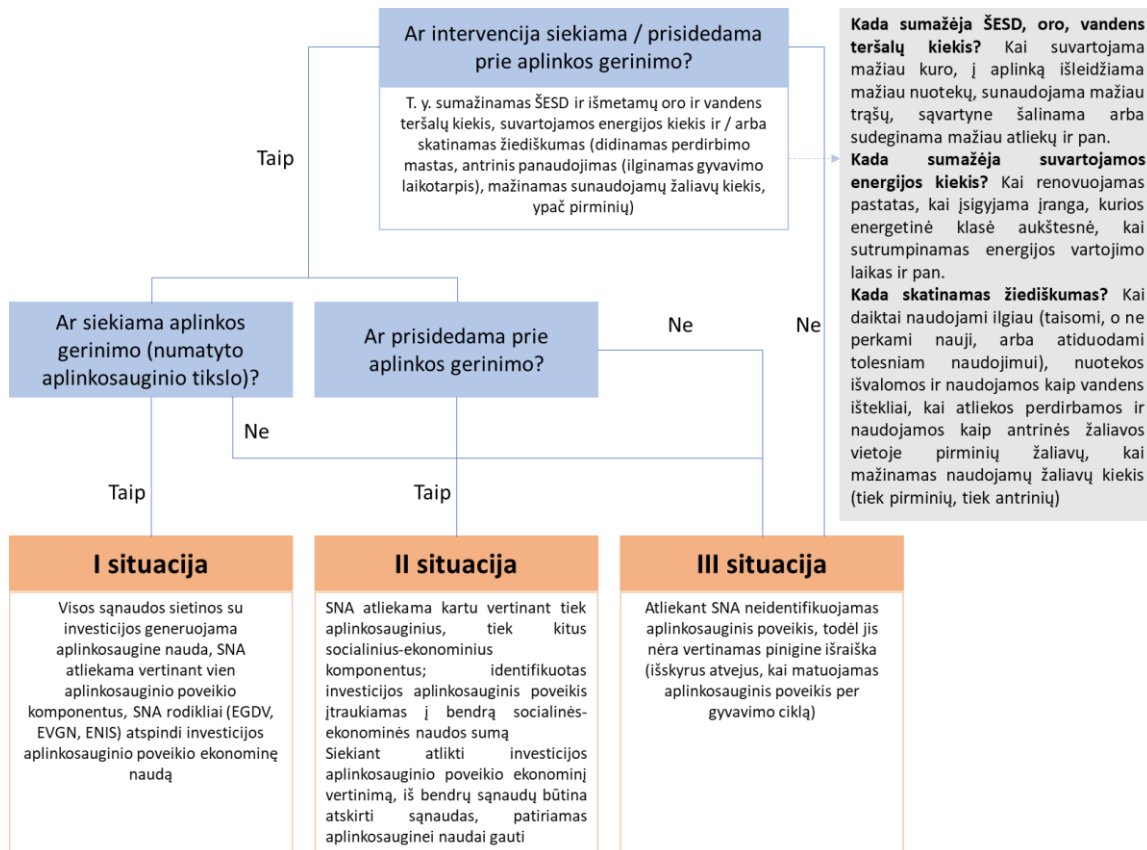 Ar intervencija siekiama / prisidedama
prie aplinkos gerinimo?
T. y. sumažinamas ŠESD ir išmetamų oro ir vandens
teršalų kiekis, suvartojamos energijos kiekis ir / arba
skatinamas žiediškumas (didinamas perdirbimo
mastas, antrinis panaudojimas (ilginamas gyvavimo
laikotarpis), mažinamas sunaudojamų žaliavų kiekis,
ypač pirminių)
Kada sumažėja ŠESD, oro, vandens
teršalų kiekis? Kai suvartojama
mažiau kuro, į aplinką išleidžiama
mažiau nuotekų, sunaudojama mažiau
trąšų, sąvartyne šalinama arba
sudeginama mažiau atliekų ir pan.
Kada sumažėja suvartojamos
energijos kiekis? Kai renovuojamas
pastatas, kai įsigyjama įranga, kurios
energetinė klasė aukštesnė, kai
sutrumpinamas energijos vartojimo
laikas ir pan.
Kada skatinamas žiediškumas? Kai
daiktai naudojami ilgiau (taisomi, o ne
perkami nauji, arba atiduodami
tolesniam naudojimui), nuotekos
išvalomos ir naudojamos kaip vandens
ištekliai, kai atliekos perdirbamos ir
naudojamos kaip antrinės žaliavos
vietoje pirminių žaliavų, kai
mažinamas naudojamų žaliavų kiekis
(tiek pirminių, tiek antrinių)
Taip
Ar siekiama aplinkos
gerinimo (numatyto
aplinkosauginio tikslo)?
Ar prisidedama prie
aplinkos gerinimo?
Ne
Ne
Ne
Taip
Taip
I situacija
Visos sąnaudos sietinos su
investicijos generuojama
aplinkosaugine nauda, SNA
atliekama vertinant vien
aplinkosauginio poveikio
komponentus, SNA rodikliai (EGDV,
EVGN, ENIS) atspindi investicijos
aplinkosauginio poveikio ekonominę
naudą
II situacija
SNA atliekama kartu vertinant tiek
aplinkosauginius, tiek kitus
socialinius-ekonominius
komponentus; identifikuotas
investicijos aplinkosauginis poveikis
įtraukiamas į bendrą socialinės-
ekonominės naudos sumą
Siekiant atlikti investicijos
aplinkosauginio poveikio ekonominį
vertinimą, iš bendrų sąnaudų būtina
atskirti sąnaudas, patiriamas
aplinkosauginei naudai gauti
III situacija
Atliekant SNA neidentifikuojamas
aplinkosauginis poveikis, todėl jis
nėra vertinamas pinigine išraiška
(išskyrus atvejus, kai matuojamas
aplinkosauginis poveikis per
gyvavimo ciklą)